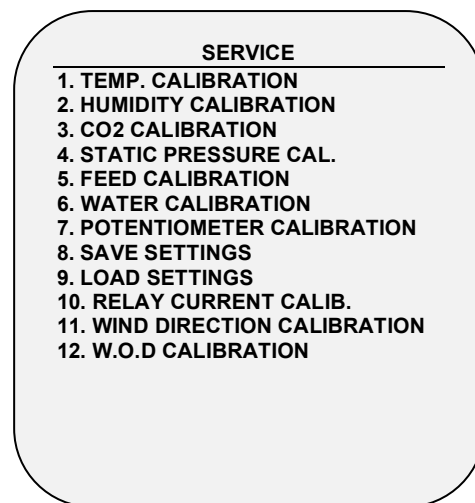 SERVICE
1. TEMP. CALIBRATION
2. HUMIDITY CALIBRATION
3. CO2 CALIBRATION
4. STATIC PRESSURE CAL.
5. FEED CALIBRATION
6. WATER CALIBRATION
7. POTENTIOMETER CALIBRATION
8. SAVE SETTINGS
9. LOAD SETTINGS
10. RELAY CURRENT CALIB.
11. WIND DIRECTION CALIBRATION
12. W.O.D CALIBRATION